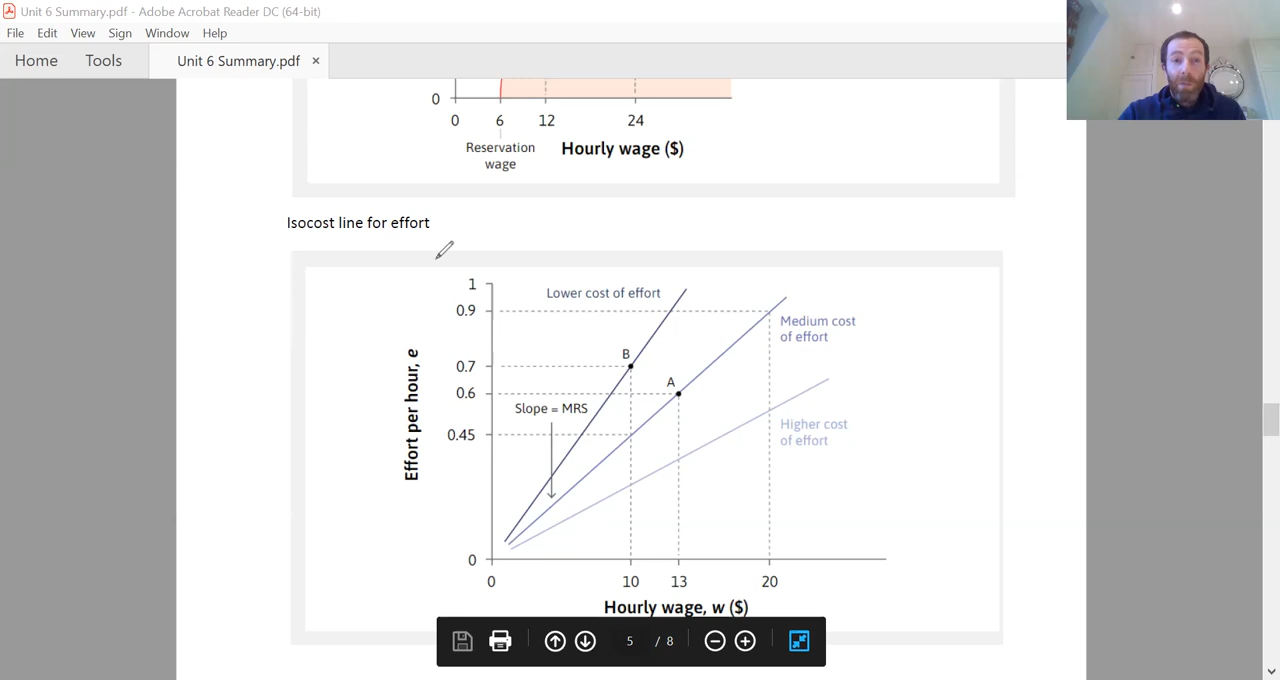 Unit 6 Summary.pdf - Adobe Acrobat Reader DC (64-bit)
File Edit View Sign Window Help
Home Tools Unit 6 Summary.pdf ×
0
0 6 12 24
Reservation
wage
Hourly wage ($)
Isocost line for effort
1
0.9
0.7
0.6
0.45
0
Effort per hour, e
Lower cost of effort
Medium cost
of effort
B
A
Slope = MRS
Higher cost
of effort
0 10 13 20
Hourly wage, w ($)
5 / 8